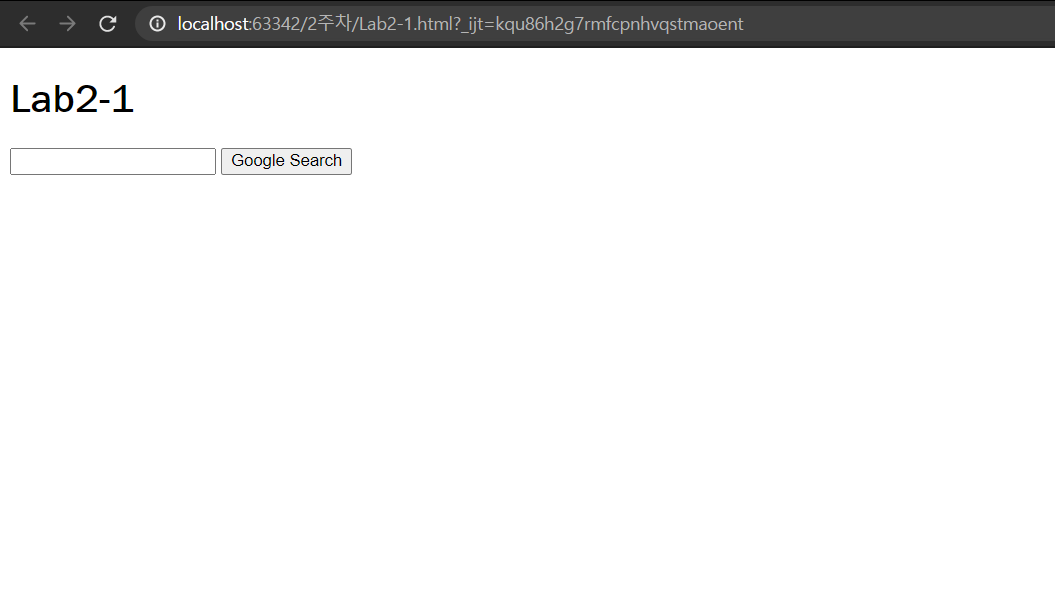 localhost:63342/2주차/Lab2-1.html?_ijt=kqu86h2g7rmfcpnhvqstmaoent
Lab2-1
Google Search